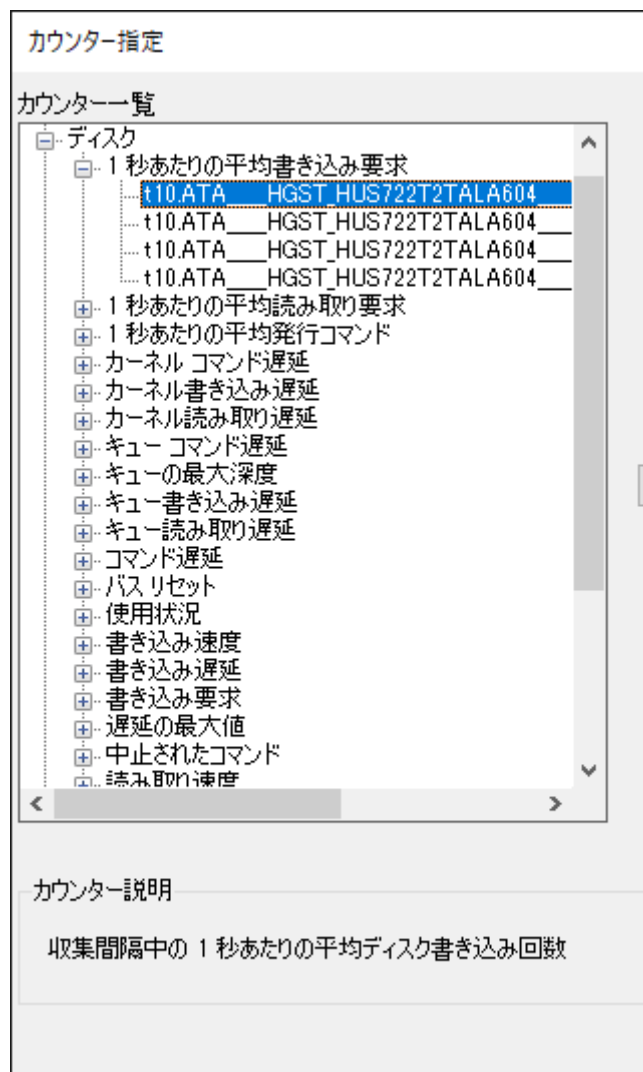 カウンター指定
カウンター一覧
ディスク
1 秒あたりの平均書き込み要求
t10.ATA____HGST_HUS722T2TALA604___
t10.ATA____HGST_HUS722T2TALA604___
t10.ATA____HGST_HUS722T2TALA604___
t10.ATA____HGST_HUS722T2TALA604___
1 秒あたりの平均読み取り要求
1 秒あたりの平均発行コマンド
カーネル コマンド遅延
カーネル書き込み遅延
カーネル読み取り遅延
キュー コマンド遅延
キューの最大深度
キュー書き込み遅延
キュー読み取り遅延
コマンド遅延
バス リセット
使用状況
書き込み速度
書き込み遅延
書き込み要求
遅延の最大値
中止されたコマンド
読み取り速度
カウンター説明
収集間隔中の 1 秒あたりの平均ディスク書き込み回数